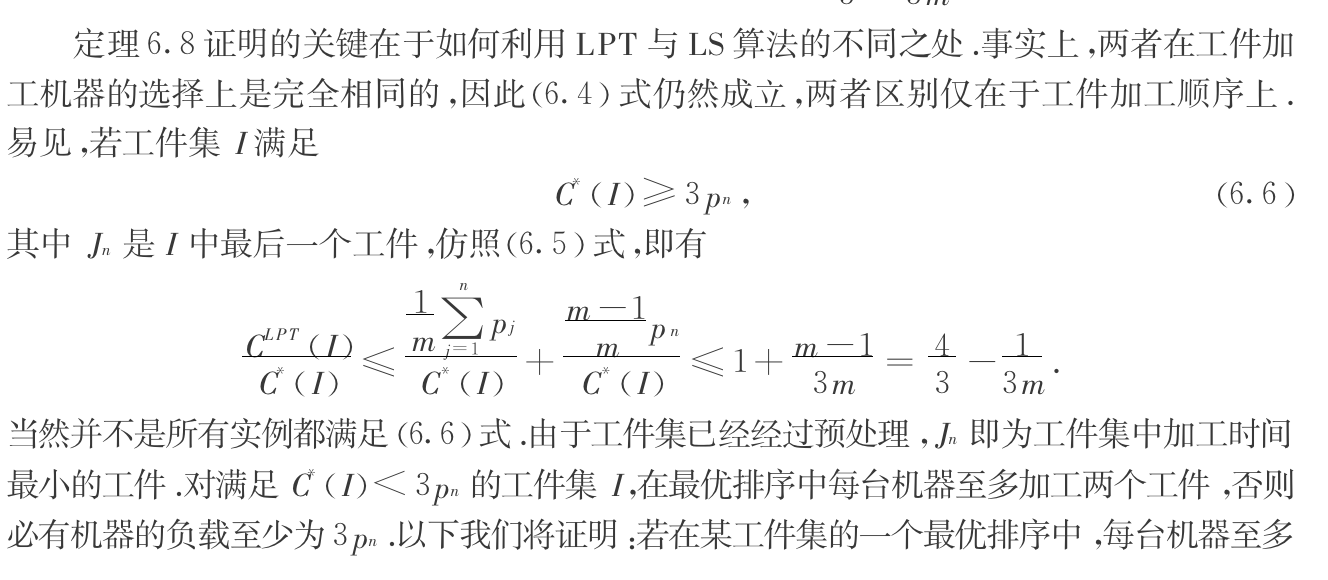 定理 6.8 证明的关键在于如何利用 LPT 与 LS 算法的不同之处.事实上,两者在工件加
工机器的选择上是完全相同的,因此(6.4)式仍然成立,两者区别仅在于工件加工顺序上.
易见,若工件集 I 满足
C*(I)≥3pₙ, (6.6)
其中 Jₙ 是 I 中最后一个工件,仿照(6.5)式,即有
\frac{C^{LPT}(I)}{C^*(I)} ≤ \frac{\frac{1}{m}\sum_{j=1}^{n} p_j}{C^*(I)} + \frac{\frac{m-1}{m}p_n}{C^*(I)} ≤ 1 + \frac{m-1}{3m} = \frac{4}{3} - \frac{1}{3m}.
当然并不是所有实例都满足(6.6)式.由于工件集已经经过预处理,Jₙ 即为工件集中加工时间
最小的工件.对满足 C*(I)<3pₙ 的工件集 I,在最优排序中每台机器至多加工两个工件,否则
必有机器的负载至少为 3pₙ.以下我们将证明:若在某工件集的一个最优排序中,每台机器至多